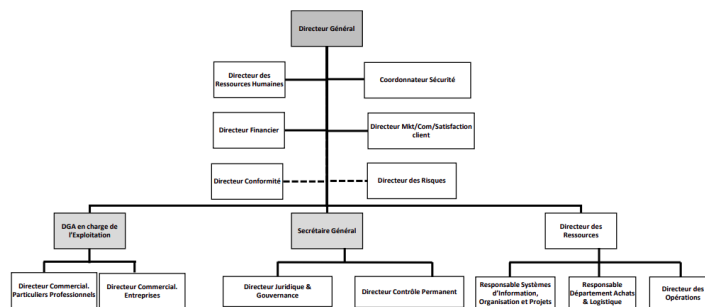 Directeur Général
Directeur des
Ressources Humaines
Coordonnateur Sécurité
Directeur Financier
Directeur Mkt/Com/Satisfaction
client
Directeur Conformité
Directeur des Risques
DGA en charge de
l'Exploitation
Secrétaire Général
Directeur des
Ressources
Directeur Commercial.
Particuliers Professionnels
Directeur Commercial.
Entreprises
Directeur Juridique &
Gouvernance
Directeur Contrôle Permanent
Responsable Systèmes
d'Information,
Organisation et Projets
Responsable
Département Achats
& Logistique
Directeur des
Opérations